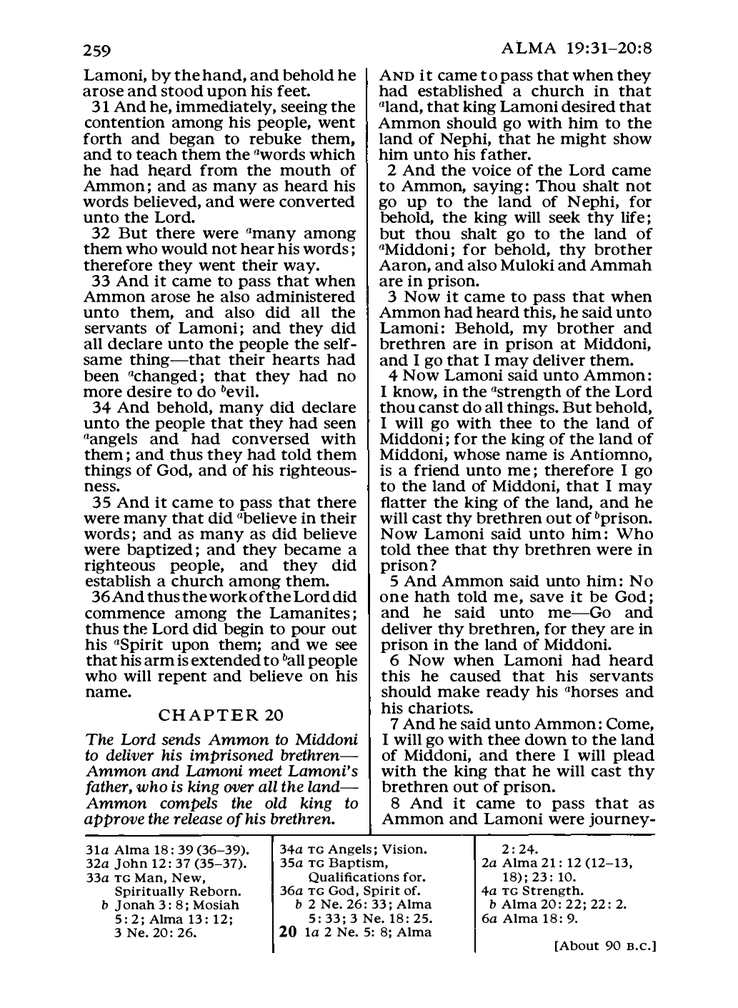 259
ALMA 19:31–20:8
Lamoni, by the hand, and behold he
arose and stood upon his feet.
31 And he, immediately, seeing the
contention among his people, went
forth and began to rebuke them,
and to teach them the awords which
he had heard from the mouth of
Ammon; and as many as heard his
words believed, and were converted
unto the Lord.
32 But there were amany among
them who would not hear his words;
therefore they went their way.
33 And it came to pass that when
Ammon arose he also administered
unto them, and also did all the
servants of Lamoni; and they did
all declare unto the people the self-
same thing—that their hearts had
been achanged; that they had no
more desire to do bevil.
34 And behold, many did declare
unto the people that they had seen
aangels and had conversed with
them; and thus they had told them
things of God, and of his righteous-
ness.
35 And it came to pass that there
were many that did abelieve in their
words; and as many as did believe
were baptized; and they became a
righteous people, and they did
establish a church among them.
36 And thus the work of the Lord did
commence among the Lamanites;
thus the Lord did begin to pour out
his aSpirit upon them; and we see
that his arm is extended to ball people
who will repent and believe on his
name.
CHAPTER 20
The Lord sends Ammon to Middoni
to deliver his imprisoned brethren—
Ammon and Lamoni meet Lamoni's
father, who is king over all the land—
Ammon compels the old king to
approve the release of his brethren.
AND it came to pass that when they
had established a church in that
aland, that king Lamoni desired that
Ammon should go with him to the
land of Nephi, that he might show
him unto his father.
2 And the voice of the Lord came
to Ammon, saying: Thou shalt not
go up to the land of Nephi, for
behold, the king will seek thy life;
but thou shalt go to the land of
aMiddoni; for behold, thy brother
Aaron, and also Muloki and Ammah
are in prison.
3 Now it came to pass that when
Ammon had heard this, he said unto
Lamoni: Behold, my brother and
brethren are in prison at Middoni,
and I go that I may deliver them.
4 Now Lamoni said unto Ammon:
I know, in the astrength of the Lord
thou canst do all things. But behold,
I will go with thee to the land of
Middoni; for the king of the land of
Middoni, whose name is Antiomno,
is a friend unto me; therefore I go
to the land of Middoni, that I may
flatter the king of the land, and he
will cast thy brethren out of bprison.
Now Lamoni said unto him: Who
told thee that thy brethren were in
prison?
5 And Ammon said unto him: No
one hath told me, save it be God;
and he said unto me—Go and
deliver thy brethren, for they are in
prison in the land of Middoni.
6 Now when Lamoni had heard
this he caused that his servants
should make ready his ahorses and
his chariots.
7 And he said unto Ammon: Come,
I will go with thee down to the land
of Middoni, and there I will plead
with the king that he will cast thy
brethren out of prison.
8 And it came to pass that as
Ammon and Lamoni were journey-
31a Alma 18: 39 (36–39).
32a John 12: 37 (35–37).
33a TG Man, New,
Spiritually Reborn.
b Jonah 3: 8; Mosiah
5: 2; Alma 13: 12;
3 Ne. 20: 26.
34a TG Angels; Vision.
35a TG Baptism,
Qualifications for.
36a TG God, Spirit of.
b 2 Ne. 26: 33; Alma
5: 33; 3 Ne. 18: 25.
20 1a 2 Ne. 5: 8; Alma
2: 24.
2a Alma 21: 12 (12–13,
18); 23: 10.
4a TG Strength.
b Alma 20: 22; 22: 2.
6a Alma 18: 9.
[About 90 B.C.]